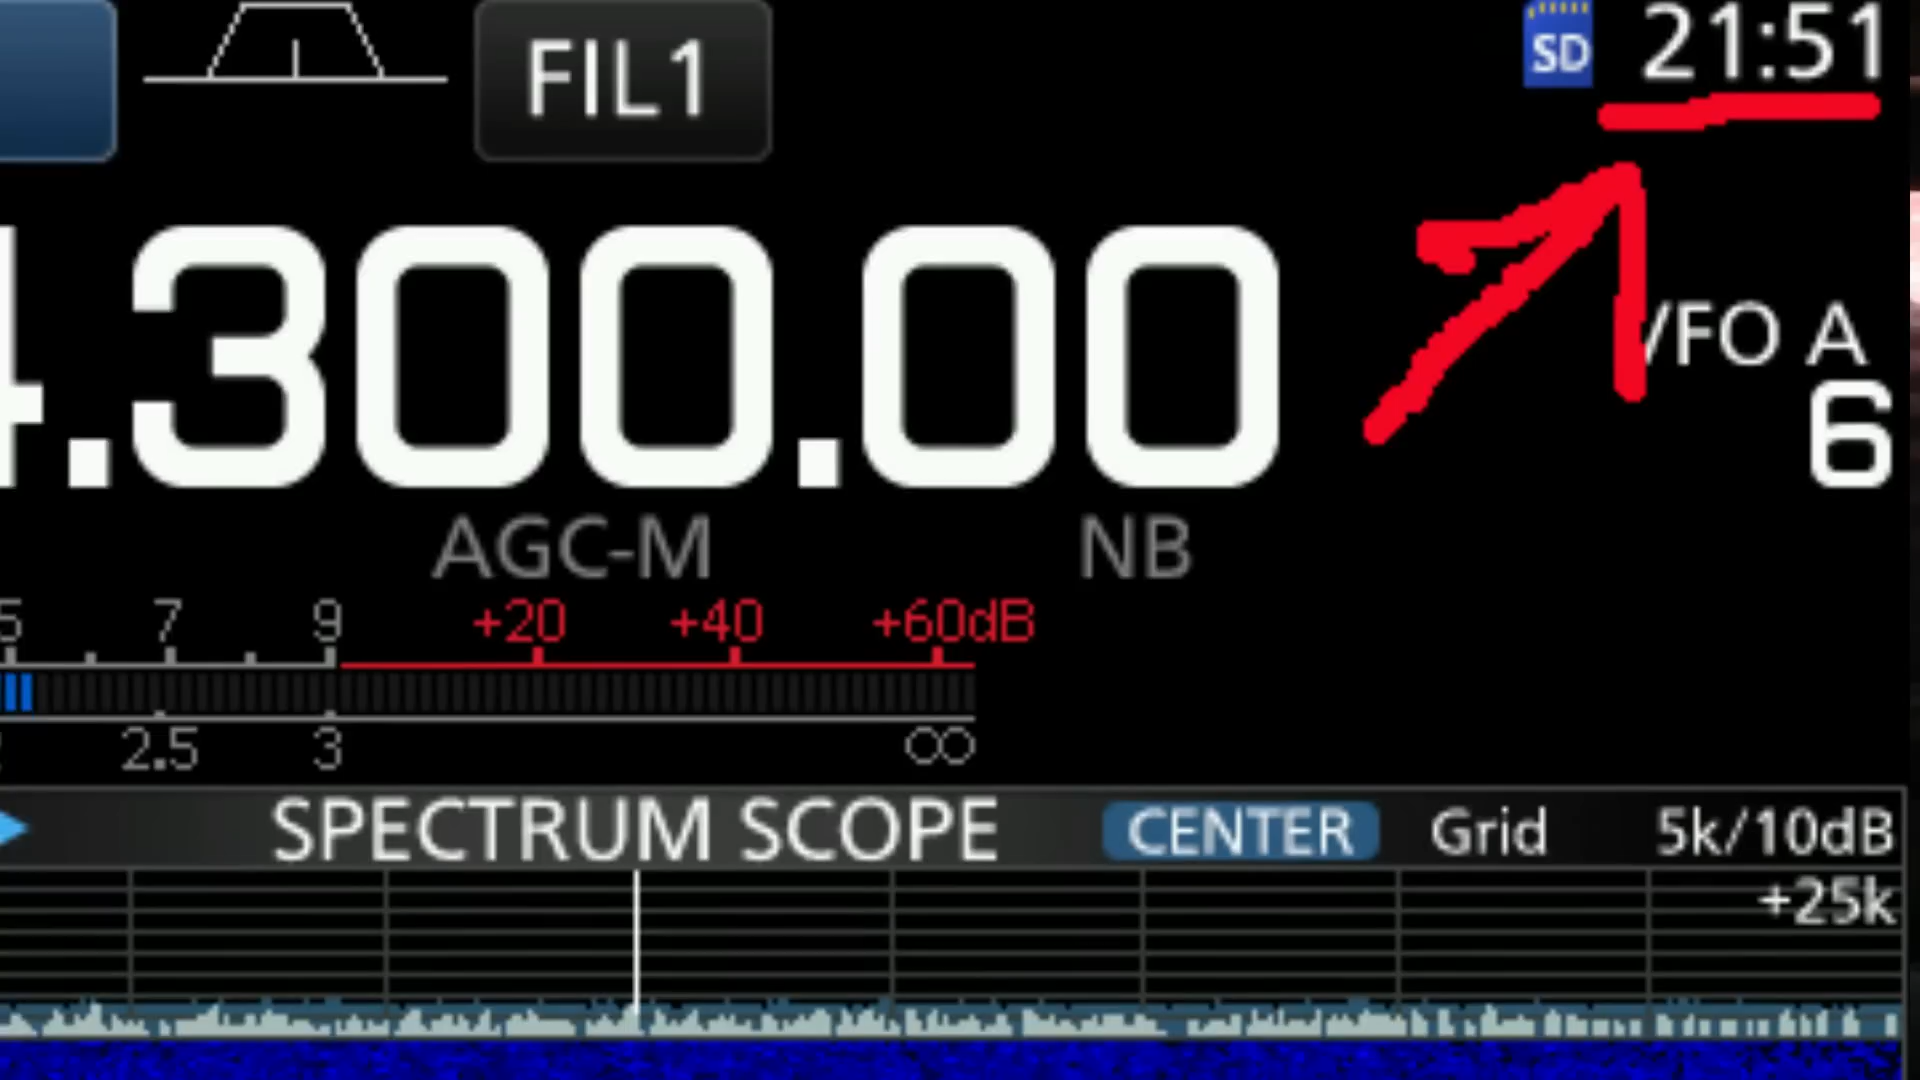 FIL1
SD 21:51
4.300.00
VFO A
6
AGC-M NB
5 7 9 +20 +40 +60dB
2.5 3 ∞
SPECTRUM SCOPE CENTER Grid 5k/10dB
+25k